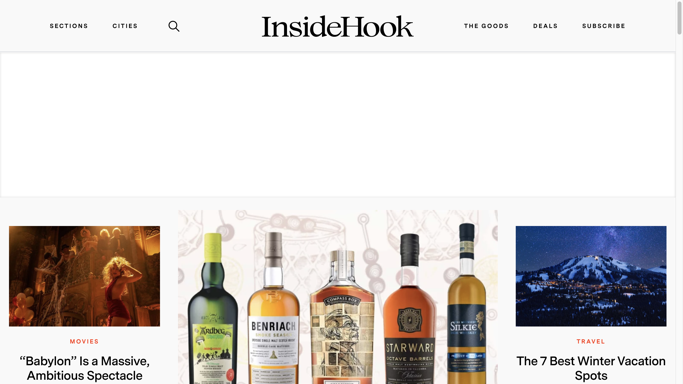 SECTIONS
CITIES
InsideHook
THE GOODS
DEALS
SUBSCRIBE
Ardbeg
BENRIACH
COMPASS BOX
STARWARD
OCTAVE BARRELS
SILKIE
MOVIES
“Babylon” Is a Massive,
Ambitious Spectacle
TRAVEL
The 7 Best Winter Vacation
Spots